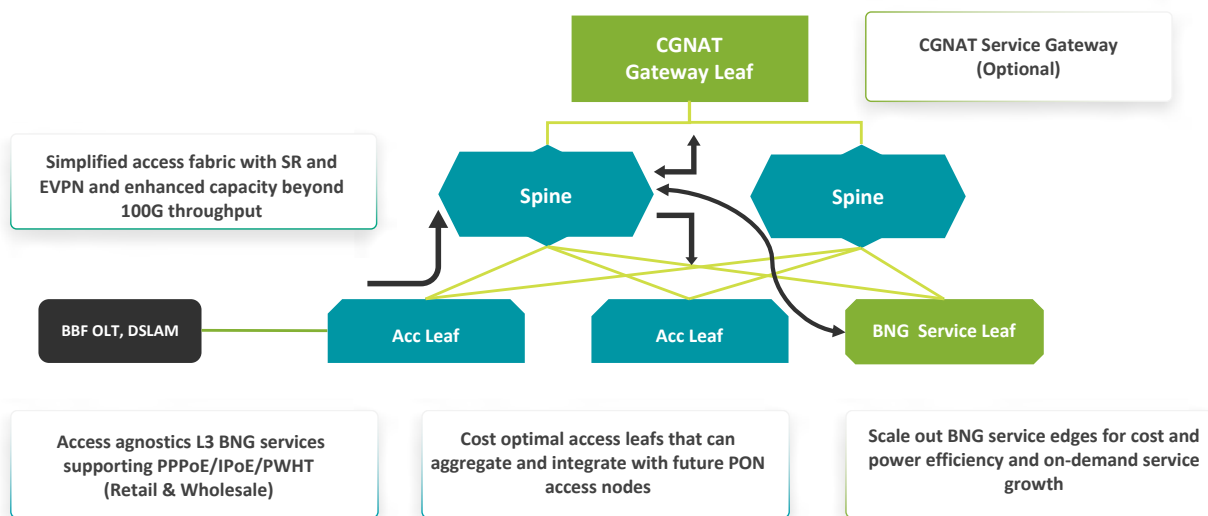 CGNAT
Gateway Leaf
CGNAT Service Gateway
(Optional)
Simplified access fabric with SR and
EVPN and enhanced capacity beyond
100G throughput
Spine
Spine
BBF OLT, DSLAM
Acc Leaf
Acc Leaf
BNG Service Leaf
Access agnostics L3 BNG services
supporting PPPoE/IPoE/PWHT
(Retail & Wholesale)
Cost optimal access leafs that can
aggregate and integrate with future PON
access nodes
Scale out BNG service edges for cost and
power efficiency and on-demand service
growth